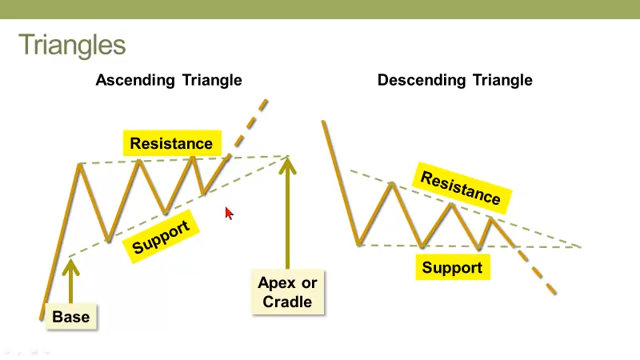 Triangles
Ascending Triangle
Resistance
Support
Base
Apex or
Cradle
Descending Triangle
Resistance
Support